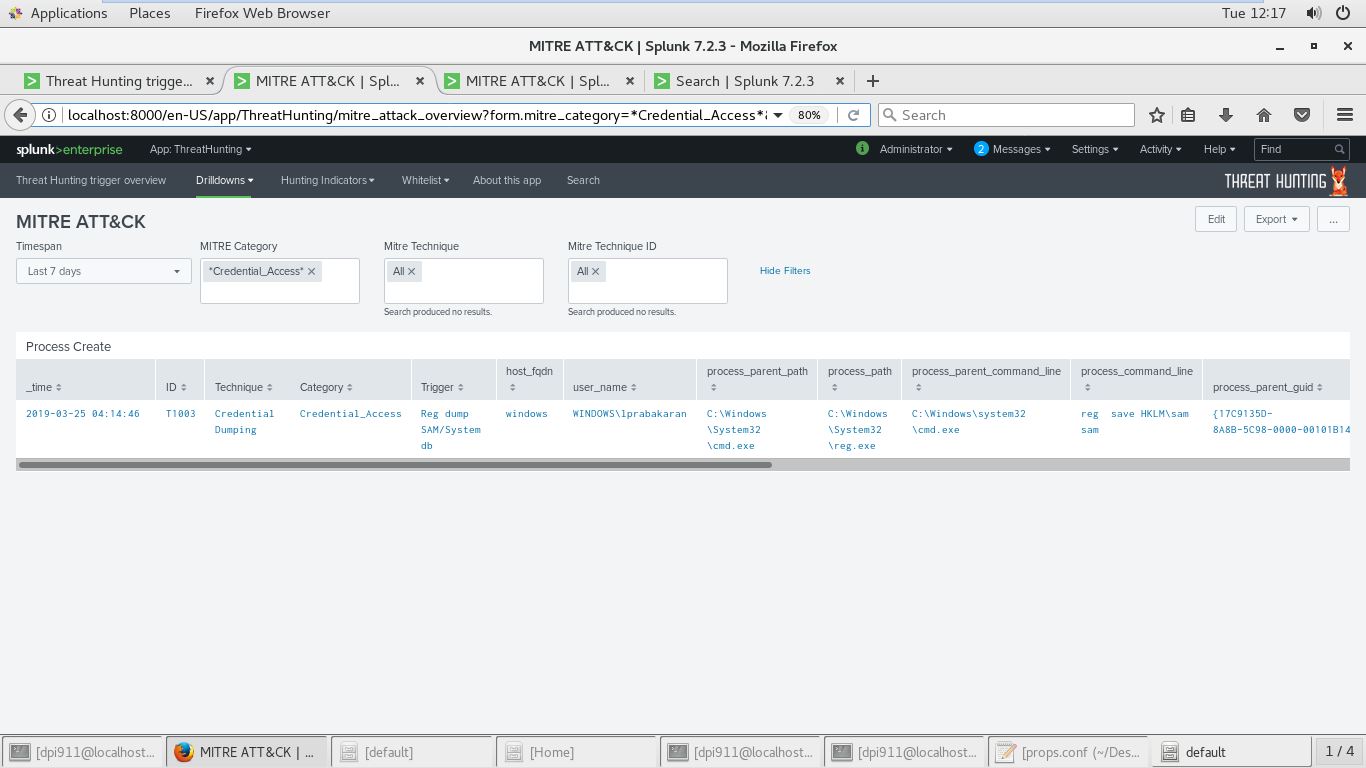 Applications Places Firefox Web Browser Tue 12:17
MITRE ATT&CK | Splunk 7.2.3 - Mozilla Firefox
Threat Hunting trigge... MITRE ATT&CK | Spl... MITRE ATT&CK | Spl... Search | Splunk 7.2.3
localhost:8000/en-US/app/ThreatHunting/mitre_attack_overview?form.mitre_category=*Credential_Access*& 80% Search
splunk>enterprise App: ThreatHunting i Administrator 2 Messages Settings Activity Help Find
Threat Hunting trigger overview Drilldowns Hunting Indicators Whitelist About this app Search THREAT HUNTING
MITRE ATT&CK Edit Export ...
Timespan MITRE Category Mitre Technique Mitre Technique ID
Last 7 days *Credential_Access* All All Hide Filters
Search produced no results. Search produced no results.
Process Create
host_fqdn process_parent_path process_path process_parent_command_line process_command_line
_time ID Technique Category Trigger user_name process_parent_guid
2019-03-25 04:14:46 T1003 Credential Credential_Access Reg dump windows WINDOWS\lprabakaran C:\Windows C:\Windows C:\Windows\system32 reg save HKLM\sam {17C9135D-
Dumping SAM/System \System32 \System32 \cmd.exe sam 8A8B-5C98-0000-00101B14
db \cmd.exe \reg.exe
[dpi911@localhost... MITRE ATT&CK | ... [default] [Home] [dpi911@localhost... [dpi911@localhost... [props.conf (~/Des... default 1 / 4